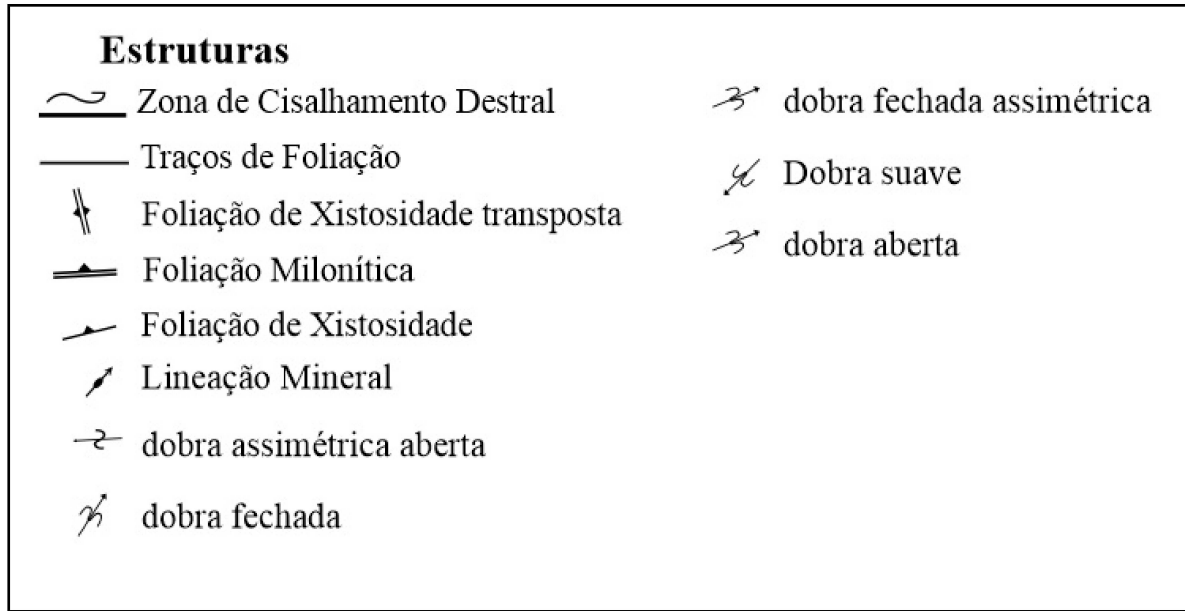 Estruturas
Zona de Cisalhamento Destral
Traços de Foliação
Foliação de Xistosidade transposta
Foliação Milonítica
Foliação de Xistosidade
Lineação Mineral
dobra assimétrica aberta
dobra fechada
dobra fechada assimétrica
Dobra suave
dobra aberta